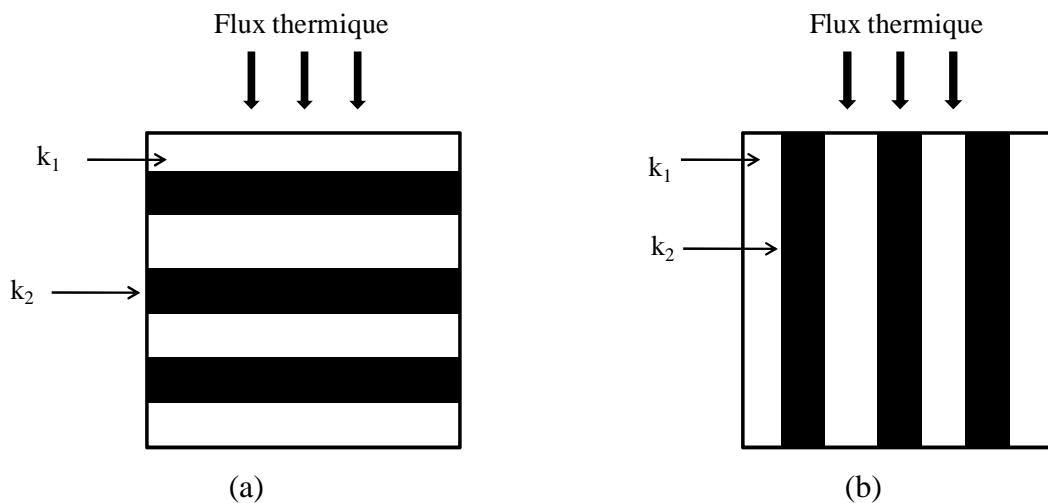 Flux thermique
k₁
k₂
(a)
Flux thermique
k₁
k₂
(b)